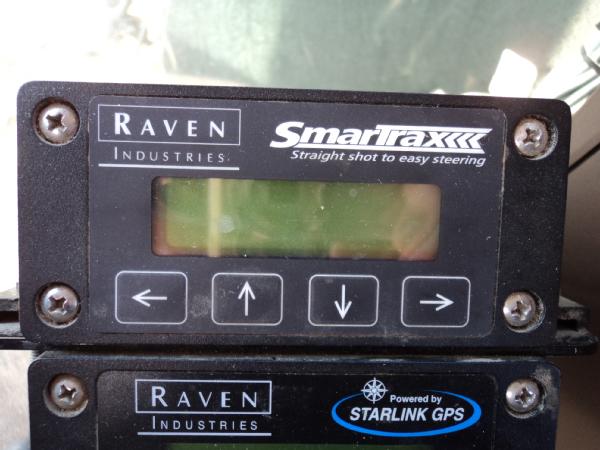 RAVEN
INDUSTRIES
SmarTrax
Straight shot to easy steering
RAVEN
INDUSTRIES
Powered by
STARLINK GPS